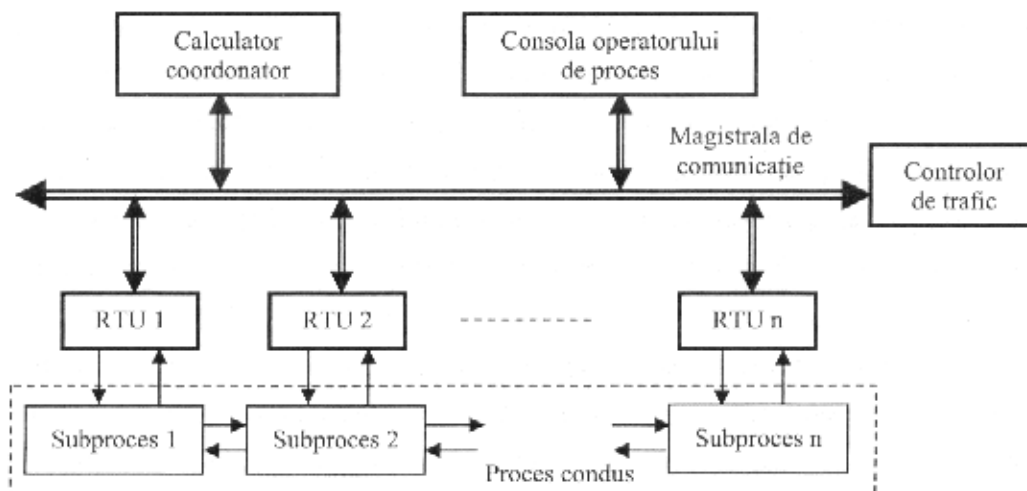 Calculator
coordonator
Consola operatorului
de proces
Magistrala de
comunicație
Controlor
de trafic
RTU 1
RTU 2
RTU n
Subproces 1
Subproces 2
Subproces n
Proces condus